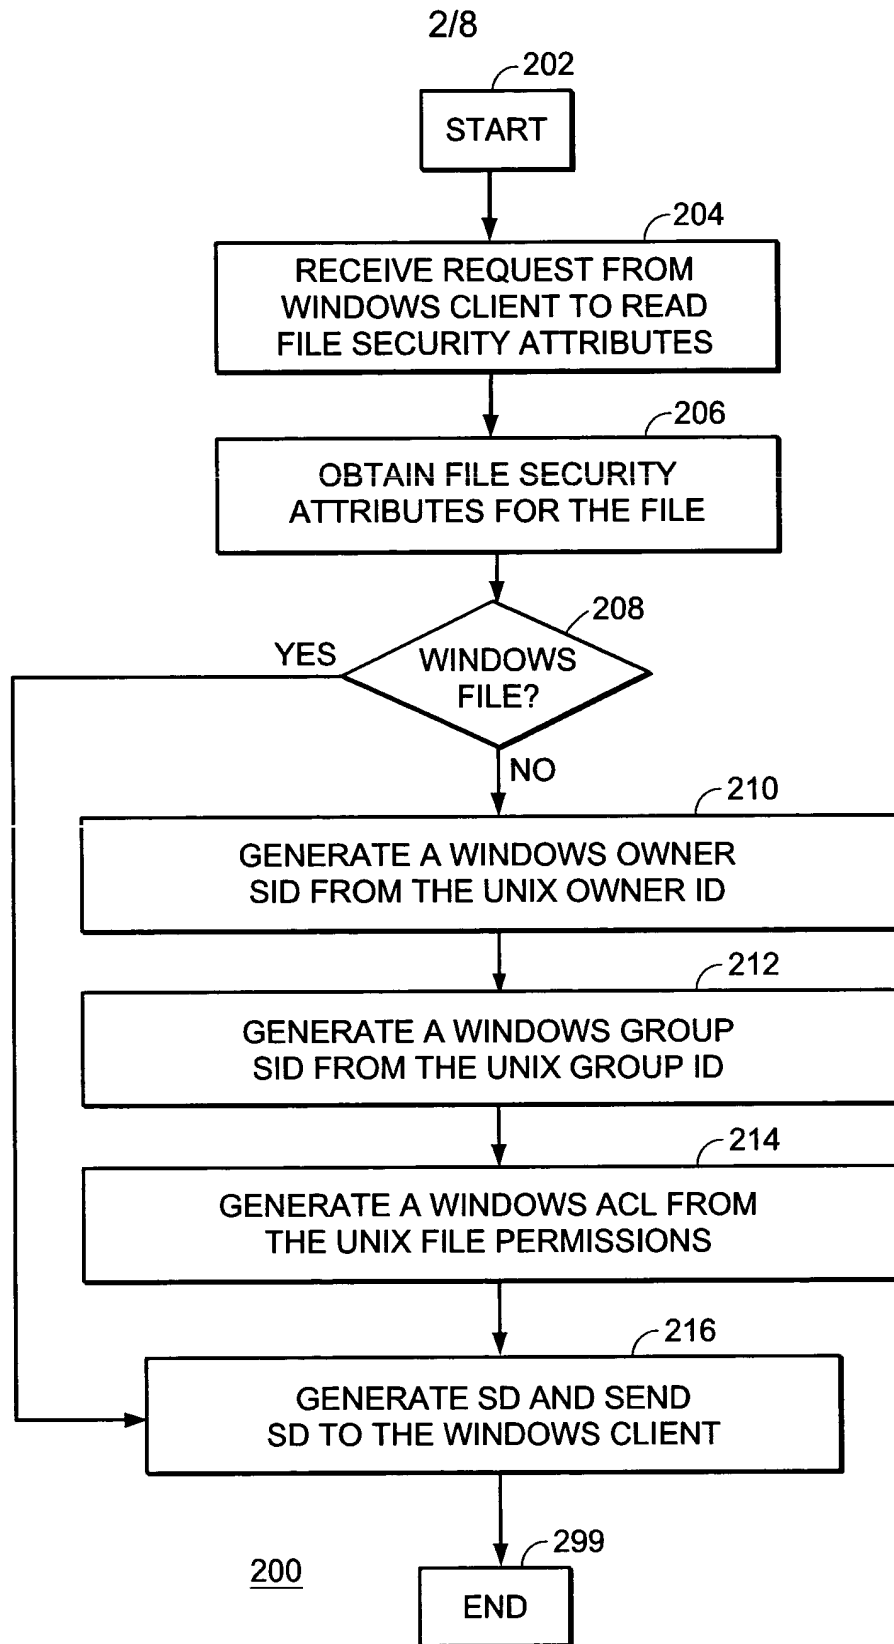 2/8
202
START
204
RECEIVE REQUEST FROM
WINDOWS CLIENT TO READ
FILE SECURITY ATTRIBUTES
206
OBTAIN FILE SECURITY
ATTRIBUTES FOR THE FILE
208
YES
WINDOWS
FILE?
NO
210
GENERATE A WINDOWS OWNER
SID FROM THE UNIX OWNER ID
212
GENERATE A WINDOWS GROUP
SID FROM THE UNIX GROUP ID
214
GENERATE A WINDOWS ACL FROM
THE UNIX FILE PERMISSIONS
216
GENERATE SD AND SEND
SD TO THE WINDOWS CLIENT
299
200
END